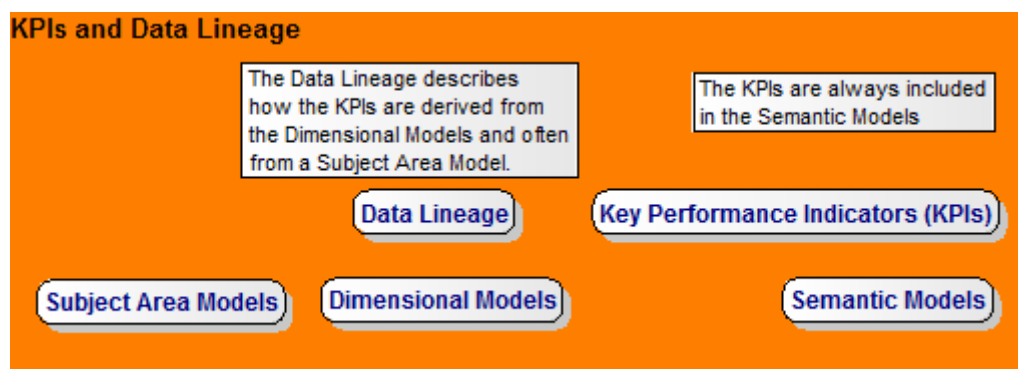 KPIs and Data Lineage
The Data Lineage describes
how the KPIs are derived from
the Dimensional Models and often
from a Subject Area Model.
The KPIs are always included
in the Semantic Models
Data Lineage
Key Performance Indicators (KPIs)
Subject Area Models
Dimensional Models
Semantic Models